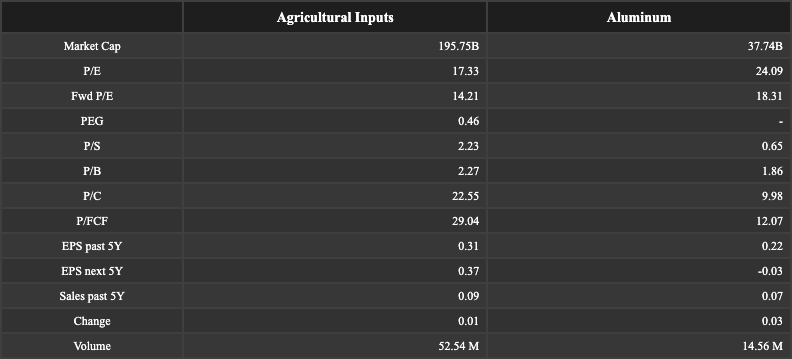 Agricultural Inputs Aluminum
Market Cap 195.75B 37.74B
P/E 17.33 24.09
Fwd P/E 14.21 18.31
PEG 0.46 -
P/S 2.23 0.65
P/B 2.27 1.86
P/C 22.55 9.98
P/FCF 29.04 12.07
EPS past 5Y 0.31 0.22
EPS next 5Y 0.37 -0.03
Sales past 5Y 0.09 0.07
Change 0.01 0.03
Volume 52.54 M 14.56 M